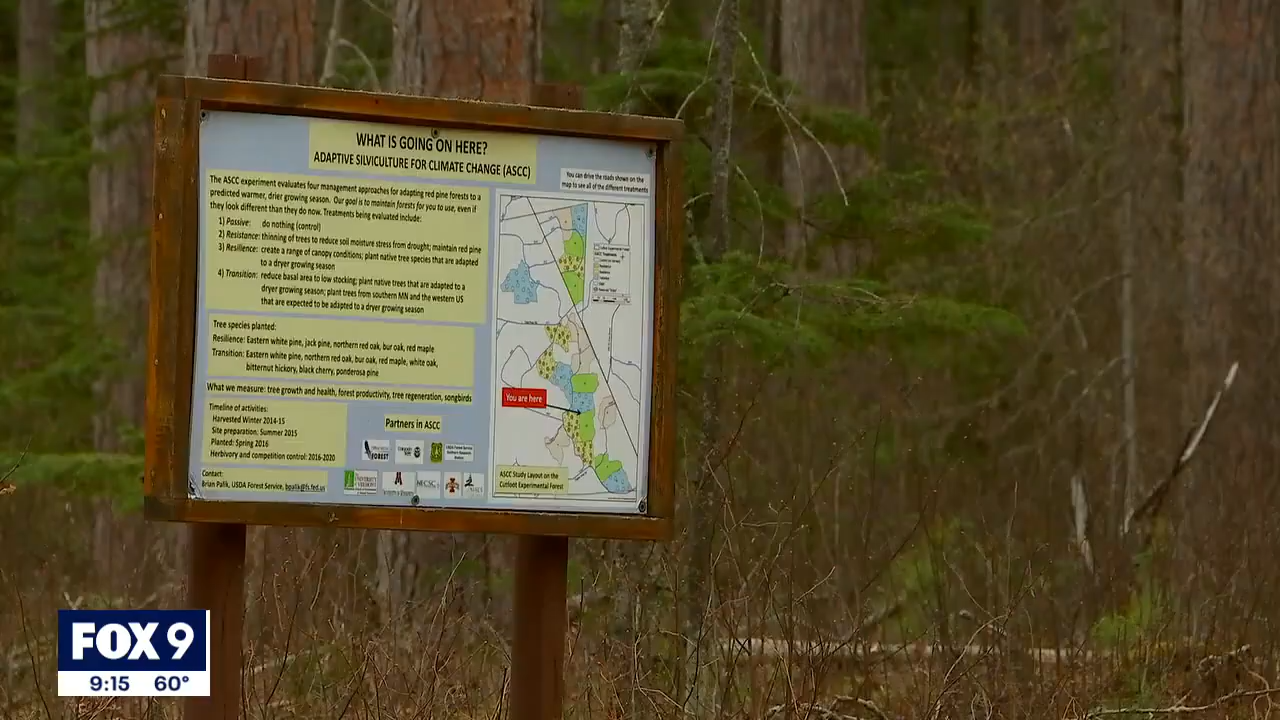 WHAT IS GOING ON HERE?
ADAPTIVE SILVICULTURE FOR CLIMATE CHANGE (ASCC)
The ASCC experiment evaluates four management approaches for adapting red pine forests to a
predicted warmer, drier growing season. Our goal is to maintain forests for you to use, even if
they look different than they do now. Treatments being evaluated include:
1) Passive: do nothing (control)
2) Resistance: thinning of trees to reduce soil moisture stress from drought; maintain red pine
3) Resilience: create a range of canopy conditions; plant native tree species that are adapted
to a dryer growing season
4) Transition: reduce basal area to low stocking; plant native trees that are adapted to a
dryer growing season; plant trees from southern MN and the western US
that are expected to be adapted to a dryer growing season
Tree species planted:
Resilience: Eastern white pine, jack pine, northern red oak, bur oak, red maple
Transition: Eastern white pine, northern red oak, bur oak, red maple, white oak,
bitternut hickory, black cherry, ponderosa pine
What we measure: tree growth and health, forest productivity, tree regeneration, songbirds
Timeline of activities:
Harvested Winter 2014-15
Site preparation: Summer 2015
Planted: Spring 2016
Herbivory and competition control: 2016-2020
Contact:
Brian Palik, USDA Forest Service, bpalik@fs.fed.us
Partners in ASCC
You can drive the roads shown on the
map to see all of the different treatments
You are here
ASCC Study Layout on the
Cutfoot Experimental Forest
FOX 9
9:15 60°